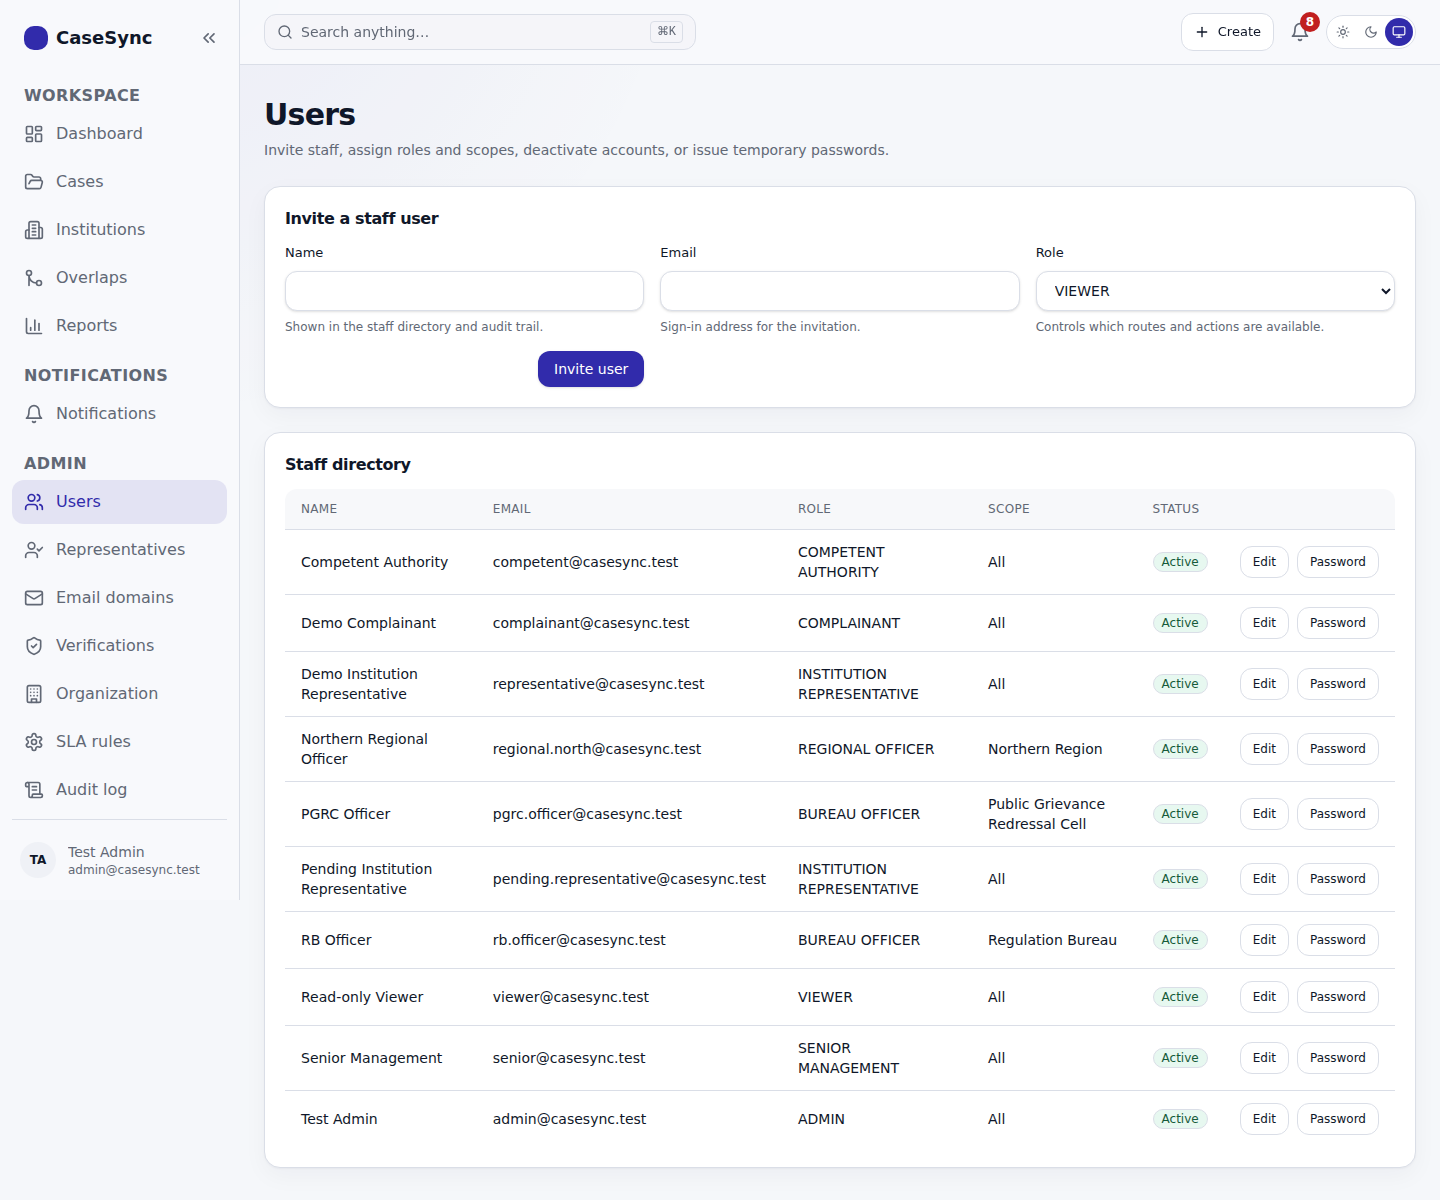 CaseSync
WORKSPACE
Dashboard
Cases
Institutions
Overlaps
Reports
NOTIFICATIONS
Notifications
ADMIN
Users
Representatives
Email domains
Verifications
Organization
SLA rules
Audit log
TA
Test Admin
admin@casesync.test
Search anything...
⌘K
Create
8
Users
Invite staff, assign roles and scopes, deactivate accounts, or issue temporary passwords.
Invite a staff user
Name
Email
Role
VIEWER
Shown in the staff directory and audit trail.
Sign-in address for the invitation.
Controls which routes and actions are available.
Invite user
Staff directory
NAME EMAIL ROLE SCOPE STATUS
Competent Authority competent@casesync.test COMPETENT AUTHORITY All Active Edit Password
Demo Complainant complainant@casesync.test COMPLAINANT All Active Edit Password
Demo Institution Representative representative@casesync.test INSTITUTION REPRESENTATIVE All Active Edit Password
Northern Regional Officer regional.north@casesync.test REGIONAL OFFICER Northern Region Active Edit Password
PGRC Officer pgrc.officer@casesync.test BUREAU OFFICER Public Grievance Redressal Cell Active Edit Password
Pending Institution Representative pending.representative@casesync.test INSTITUTION REPRESENTATIVE All Active Edit Password
RB Officer rb.officer@casesync.test BUREAU OFFICER Regulation Bureau Active Edit Password
Read-only Viewer viewer@casesync.test VIEWER All Active Edit Password
Senior Management senior@casesync.test SENIOR MANAGEMENT All Active Edit Password
Test Admin admin@casesync.test ADMIN All Active Edit Password